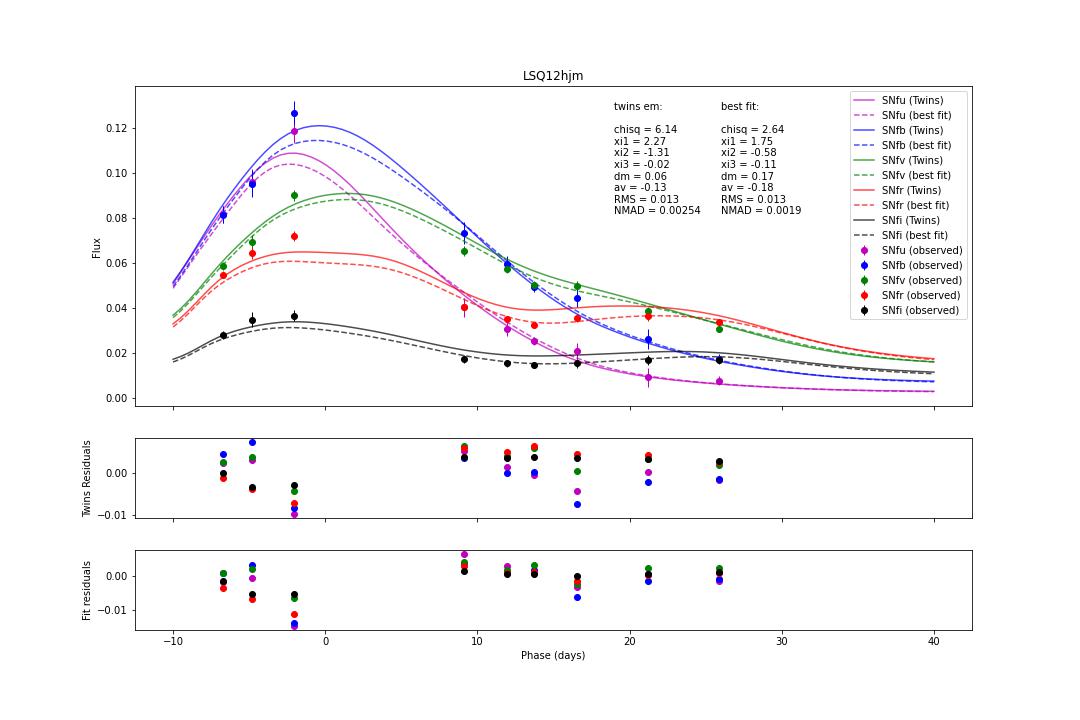 LSQ12hjm
twins em:
chisq = 6.14
xi1 = 2.27
xi2 = -1.31
xi3 = -0.02
dm = 0.06
av = -0.13
RMS = 0.013
NMAD = 0.00254
best fit:
chisq = 2.64
xi1 = 1.75
xi2 = -0.58
xi3 = -0.11
dm = 0.17
av = -0.18
RMS = 0.013
NMAD = 0.0019
SNfu (Twins)
SNfu (best fit)
SNfb (Twins)
SNfb (best fit)
SNfv (Twins)
SNfv (best fit)
SNfr (Twins)
SNfr (best fit)
SNfi (Twins)
SNfi (best fit)
SNfu (observed)
SNfb (observed)
SNfv (observed)
SNfr (observed)
SNfi (observed)
Flux
0.12
0.10
0.08
0.06
0.04
0.02
0.00
Twins Residuals
0.00
−0.01
Fit residuals
0.00
−0.01
−10
0
10
20
30
40
Phase (days)